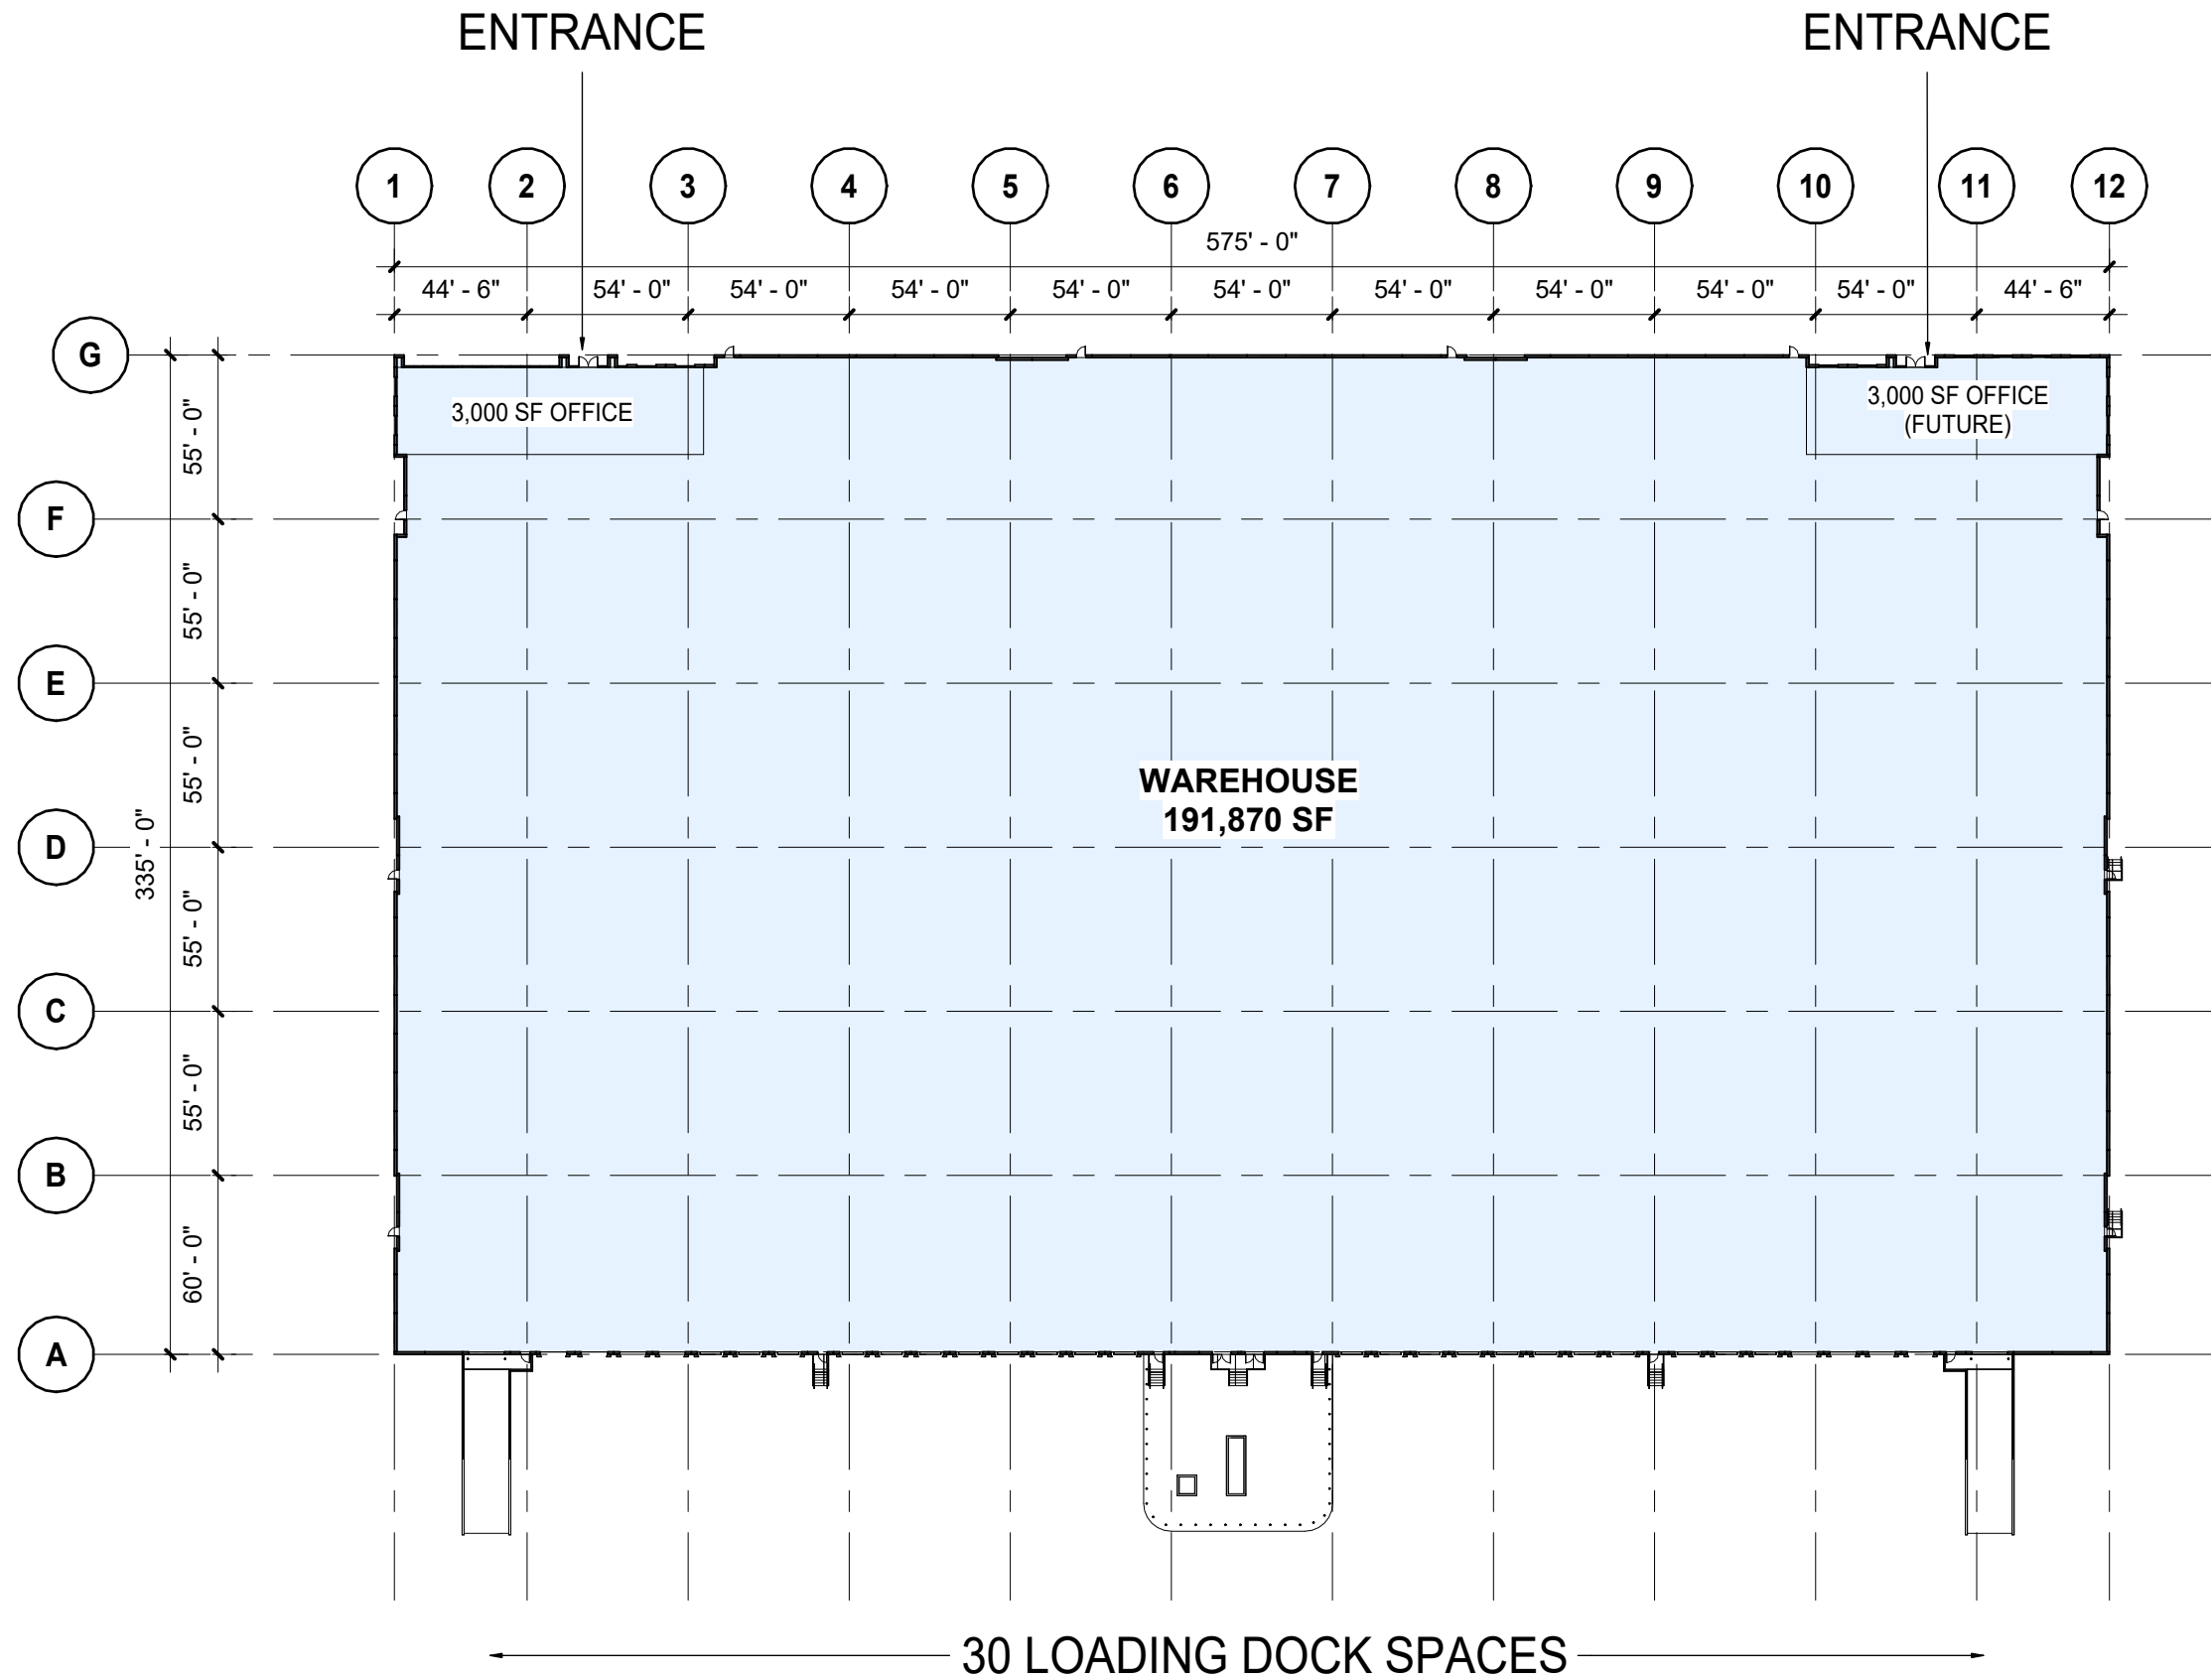 ENTRANCE
ENTRANCE
1
2
3
4
5
6
7
8
9
10
11
12
575' - 0"
44' - 6"
54' - 0"
54' - 0"
54' - 0"
54' - 0"
54' - 0"
54' - 0"
54' - 0"
54' - 0"
54' - 0"
44' - 6"
G
3,000 SF OFFICE
3,000 SF OFFICE
(FUTURE)
55' - 0"
F
55' - 0"
E
55' - 0"
WAREHOUSE
191,870 SF
D
335' - 0"
55' - 0"
C
55' - 0"
B
60' - 0"
A
30 LOADING DOCK SPACES